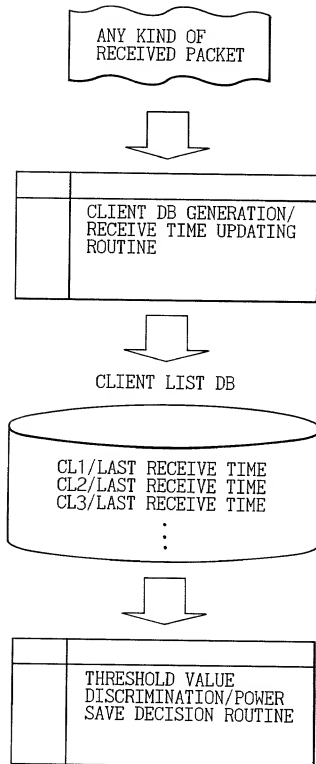 ANY KIND OF
RECEIVED PACKET
CLIENT DB GENERATION/
RECEIVE TIME UPDATING
ROUTINE
CLIENT LIST DB
CL1/LAST RECEIVE TIME
CL2/LAST RECEIVE TIME
CL3/LAST RECEIVE TIME
⋮
THRESHOLD VALUE
DISCRIMINATION/POWER
SAVE DECISION ROUTINE